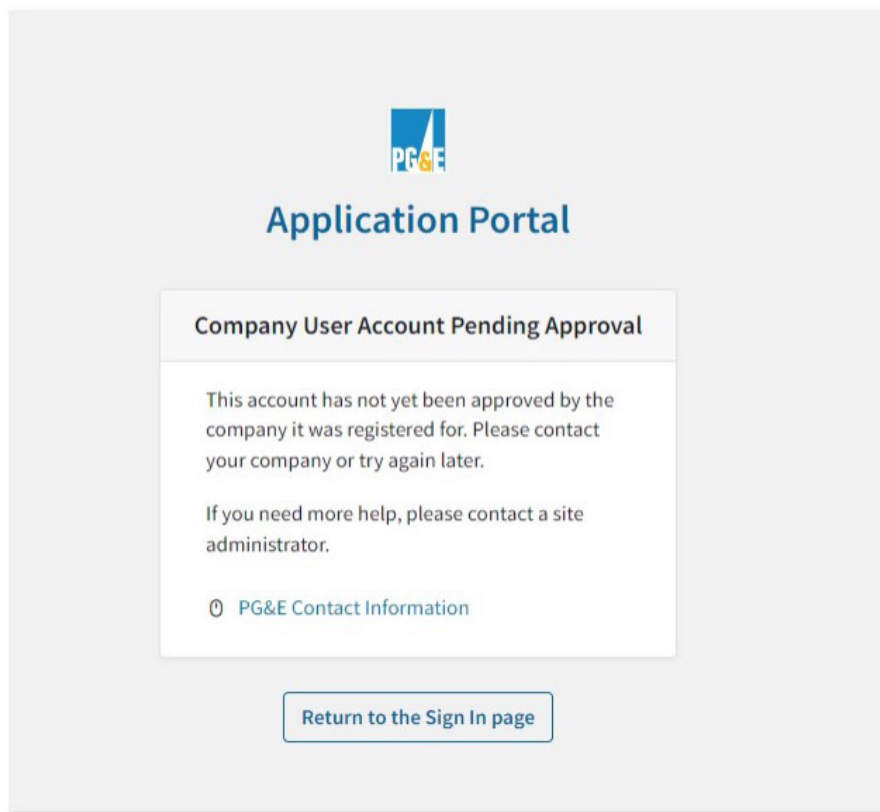 PG&E
Application Portal
Company User Account Pending Approval
This account has not yet been approved by the
company it was registered for. Please contact
your company or try again later.
If you need more help, please contact a site
administrator.
PG&E Contact Information
Return to the Sign In page